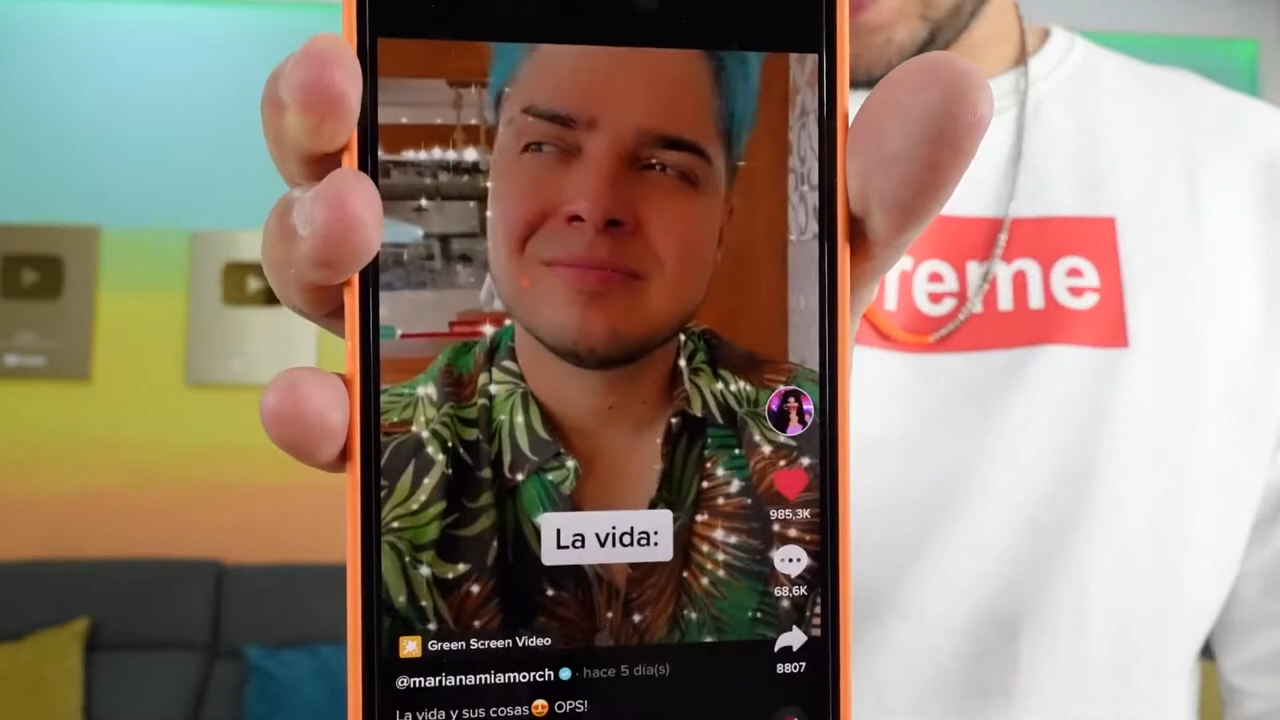 La vida:
985,3K
68,6K
8807
Green Screen Video
@marianamiamorch · hace 5 día(s)
La vida y sus cosas😍 OPS!
reme